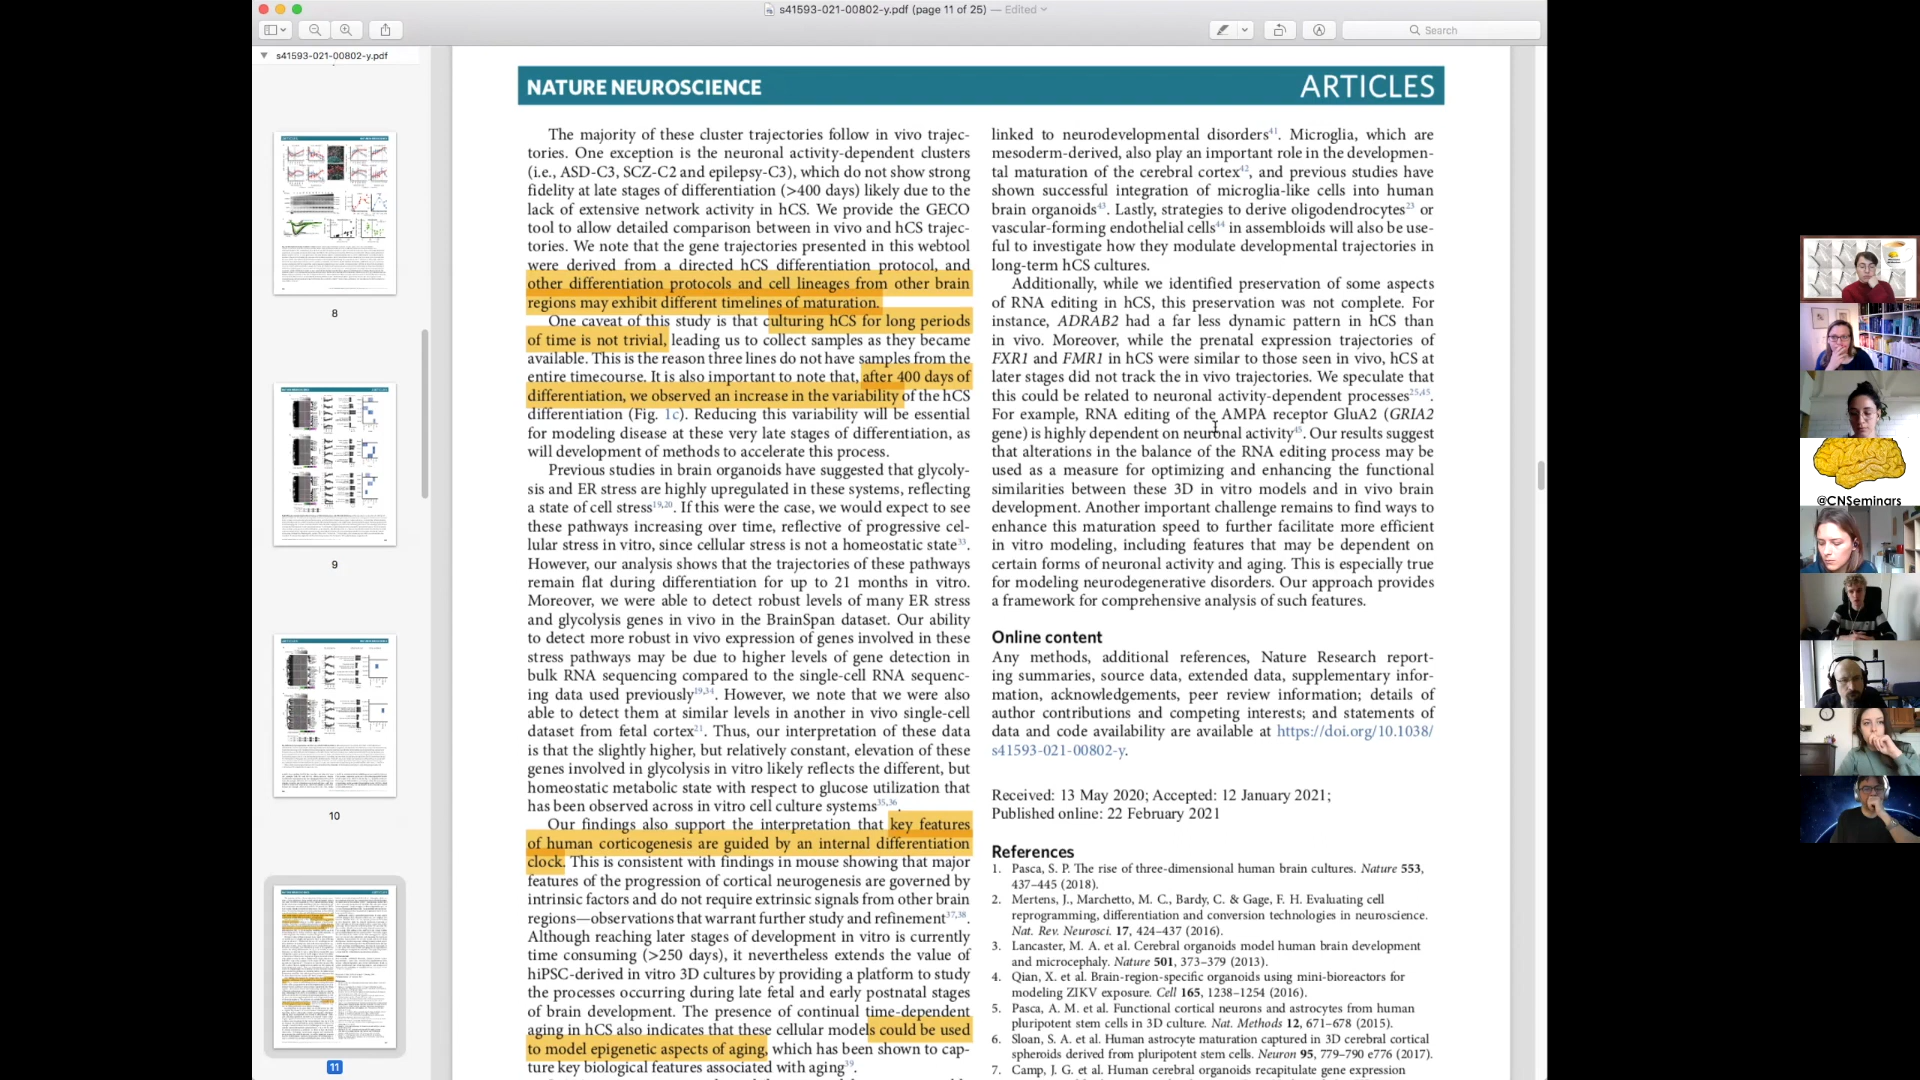 s41593-021-00802-y.pdf (page 11 of 25) — Edited
Search
s41593-021-00802-y.pdf
8
9
10
11
NATURE NEUROSCIENCE
ARTICLES
The majority of these cluster trajectories follow in vivo trajec-
tories. One exception is the neuronal activity-dependent clusters
(i.e., ASD-C3, SCZ-C2 and epilepsy-C3), which do not show strong
fidelity at late stages of differentiation (>400 days) likely due to the
lack of extensive network activity in hCS. We provide the GECO
tool to allow detailed comparison between in vivo and hCS trajec-
tories. We note that the gene trajectories presented in this webtool
were derived from a directed hCS differentiation protocol, and
other differentiation protocols and cell lineages from other brain
regions may exhibit different timelines of maturation.
One caveat of this study is that culturing hCS for long periods
of time is not trivial, leading us to collect samples as they became
available. This is the reason three lines do not have samples from the
entire timecourse. It is also important to note that, after 400 days of
differentiation, we observed an increase in the variability of the hCS
differentiation (Fig. 1c). Reducing this variability will be essential
for modeling disease at these very late stages of differentiation, as
will development of methods to accelerate this process.
Previous studies in brain organoids have suggested that glycoly-
sis and ER stress are highly upregulated in these systems, reflecting
a state of cell stress19,20. If this were the case, we would expect to see
these pathways increasing over time, reflective of progressive cel-
lular stress in vitro, since cellular stress is not a homeostatic state33.
However, our analysis shows that the trajectories of these pathways
remain flat during differentiation for up to 21 months in vitro.
Moreover, we were able to detect robust levels of many ER stress
and glycolysis genes in vivo in the BrainSpan dataset. Our ability
to detect more robust in vivo expression of genes involved in these
stress pathways may be due to higher levels of gene detection in
bulk RNA sequencing compared to the single-cell RNA sequenc-
ing data used previously19,34. However, we note that we were also
able to detect them at similar levels in another in vivo single-cell
dataset from fetal cortex21. Thus, our interpretation of these data
is that the slightly higher, but relatively constant, elevation of these
genes involved in glycolysis in vitro likely reflects the different, but
homeostatic metabolic state with respect to glucose utilization that
has been observed across in vitro cell culture systems35,36.
Our findings also support the interpretation that key features
of human corticogenesis are guided by an internal differentiation
clock. This is consistent with findings in mouse showing that major
features of the progression of cortical neurogenesis are governed by
intrinsic factors and do not require extrinsic signals from other brain
regions—observations that warrant further study and refinement37,38.
Although reaching later stages of development in vitro is currently
time consuming (>250 days), it nevertheless extends the value of
hiPSC-derived in vitro 3D cultures by providing a platform to study
the processes occurring during late fetal and early postnatal stages
of brain development. The presence of continual time-dependent
aging in hCS also indicates that these cellular models could be used
to model epigenetic aspects of aging, which has been shown to cap-
ture key biological features associated with aging39.
linked to neurodevelopmental disorders41. Microglia, which are
mesoderm-derived, also play an important role in the developmen-
tal maturation of the cerebral cortex42, and previous studies have
shown successful integration of microglia-like cells into human
brain organoids43. Lastly, strategies to derive oligodendrocytes23 or
vascular-forming endothelial cells44 in assembloids will also be use-
ful to investigate how they modulate developmental trajectories in
long-term hCS cultures.
Additionally, while we identified preservation of some aspects
of RNA editing in hCS, this preservation was not complete. For
instance, ADRAB2 had a far less dynamic pattern in hCS than
in vivo. Moreover, while the prenatal expression trajectories of
FXR1 and FMR1 in hCS were similar to those seen in vivo, hCS at
later stages did not track the in vivo trajectories. We speculate that
this could be related to neuronal activity-dependent processes25,45.
For example, RNA editing of the AMPA receptor GluA2 (GRIA2
gene) is highly dependent on neuronal activity45. Our results suggest
that alterations in the balance of the RNA editing process may be
used as a measure for optimizing and enhancing the functional
similarities between these 3D in vitro models and in vivo brain
development. Another important challenge remains to find ways to
enhance this maturation speed to further facilitate more efficient
in vitro modeling, including features that may be dependent on
certain forms of neuronal activity and aging. This is especially true
for modeling neurodegenerative disorders. Our approach provides
a framework for comprehensive analysis of such features.
Online content
Any methods, additional references, Nature Research report-
ing summaries, source data, extended data, supplementary infor-
mation, acknowledgements, peer review information; details of
author contributions and competing interests; and statements of
data and code availability are available at https://doi.org/10.1038/
s41593-021-00802-y.
Received: 13 May 2020; Accepted: 12 January 2021;
Published online: 22 February 2021
References
1. Pasca, S. P. The rise of three-dimensional human brain cultures. Nature 553,
437–445 (2018).
2. Mertens, J., Marchetto, M. C., Bardy, C. & Gage, F. H. Evaluating cell
reprogramming, differentiation and conversion technologies in neuroscience.
Nat. Rev. Neurosci. 17, 424–437 (2016).
3. Lancaster, M. A. et al. Cerebral organoids model human brain development
and microcephaly. Nature 501, 373–379 (2013).
4. Qian, X. et al. Brain-region-specific organoids using mini-bioreactors for
modeling ZIKV exposure. Cell 165, 1238–1254 (2016).
5. Pasca, A. M. et al. Functional cortical neurons and astrocytes from human
pluripotent stem cells in 3D culture. Nat. Methods 12, 671–678 (2015).
6. Sloan, S. A. et al. Human astrocyte maturation captured in 3D cerebral cortical
spheroids derived from pluripotent stem cells. Neuron 95, 779–790 e776 (2017).
7. Camp, J. G. et al. Human cerebral organoids recapitulate gene expression
@CNSeminars